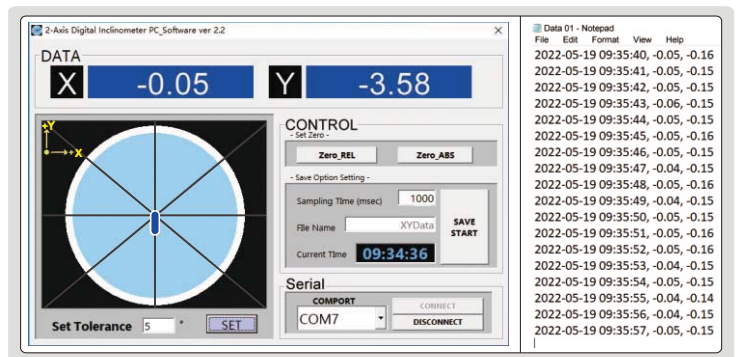 2-Axis Digital Inclinometer PC_Software ver 2.2
DATA
X -0.05 Y -3.58
+Y
+X
Set Tolerance 5 ° SET
CONTROL
- Set Zero -
Zero_REL Zero_ABS
- Save Option Setting -
Sampling Time (msec) 1000
File Name XYData
Current Time 09:34:36
SAVE
START
Serial
COMPORT
COM7
CONNECT
DISCONNECT
Data 01 - Notepad
File Edit Format View Help
2022-05-19 09:35:40, -0.05, -0.16
2022-05-19 09:35:41, -0.05, -0.15
2022-05-19 09:35:42, -0.05, -0.15
2022-05-19 09:35:43, -0.06, -0.15
2022-05-19 09:35:44, -0.05, -0.15
2022-05-19 09:35:45, -0.05, -0.16
2022-05-19 09:35:46, -0.05, -0.15
2022-05-19 09:35:47, -0.04, -0.15
2022-05-19 09:35:48, -0.05, -0.16
2022-05-19 09:35:49, -0.04, -0.15
2022-05-19 09:35:50, -0.05, -0.15
2022-05-19 09:35:51, -0.05, -0.16
2022-05-19 09:35:52, -0.05, -0.16
2022-05-19 09:35:53, -0.04, -0.15
2022-05-19 09:35:54, -0.05, -0.15
2022-05-19 09:35:55, -0.04, -0.14
2022-05-19 09:35:56, -0.04, -0.15
2022-05-19 09:35:57, -0.05, -0.15